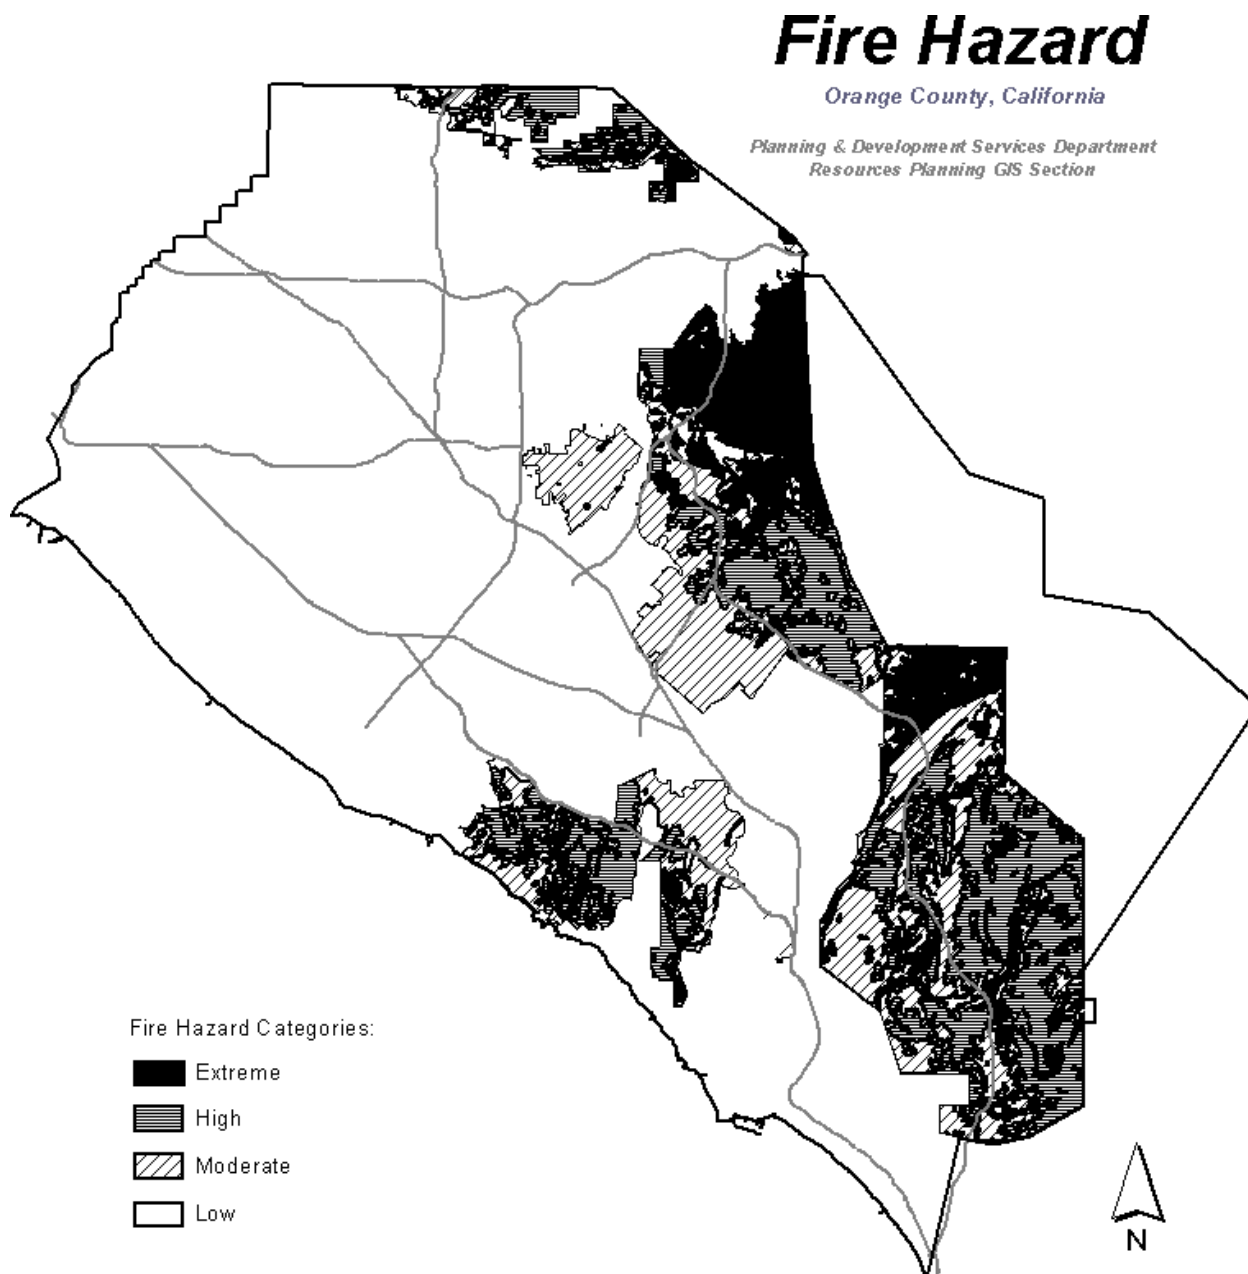 Fire Hazard
Orange County, California
Planning & Development Services Department
Resources Planning GIS Section
Fire Hazard Categories:
Extreme
High
Moderate
Low
N